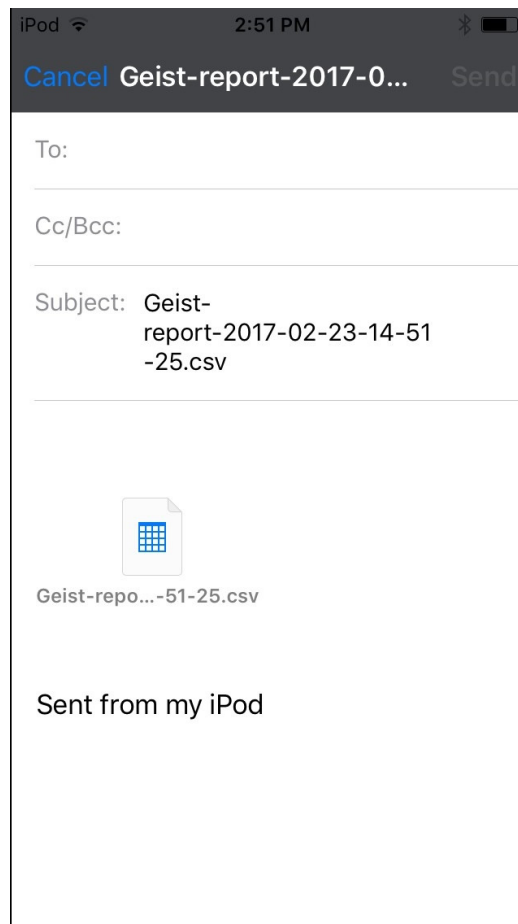 iPod 2:51 PM
Cancel Geist-report-2017-0... Send
To:
Cc/Bcc:
Subject: Geist-
report-2017-02-23-14-51
-25.csv
Geist-repo...-51-25.csv
Sent from my iPod